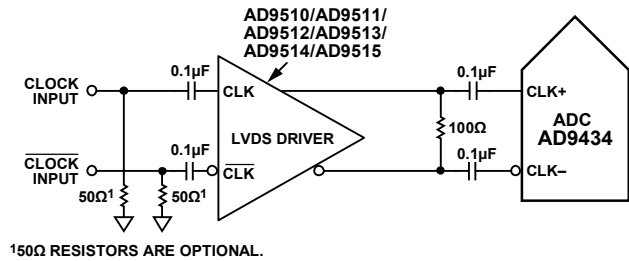 AD9510/AD9511/
AD9512/AD9513/
AD9514/AD9515
CLOCK
INPUT
0.1µF
CLK
LVDS DRIVER
0.1µF
CLK+
ADC
AD9434
100Ω
CLOCK
INPUT
0.1µF
CLK
0.1µF
CLK–
50Ω¹
50Ω¹
¹50Ω RESISTORS ARE OPTIONAL.